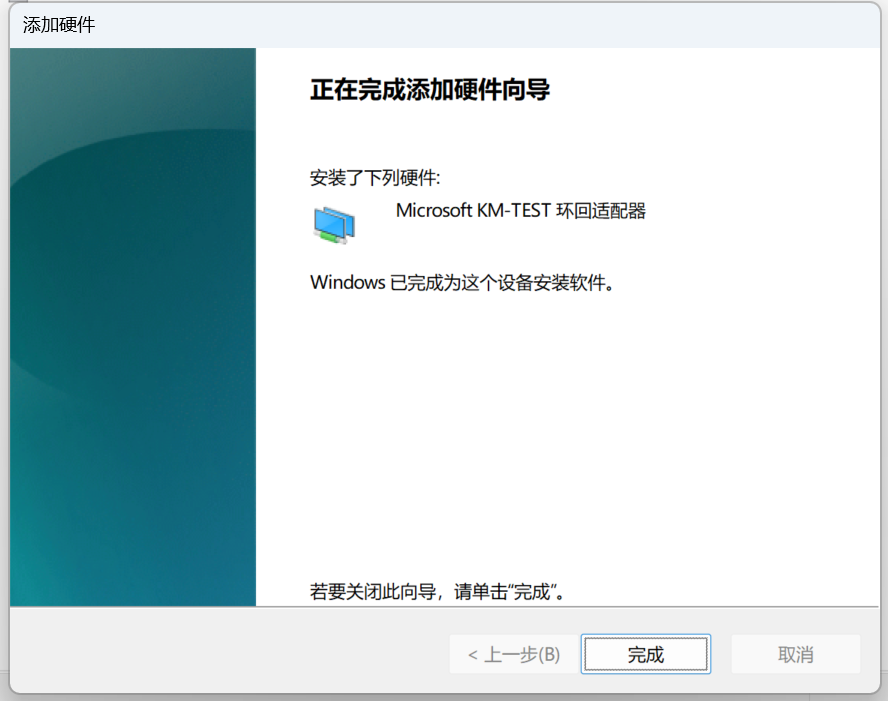 添加硬件
正在完成添加硬件向导
安装了下列硬件:
Microsoft KM-TEST 环回适配器
Windows 已完成为这个设备安装软件。
若要关闭此向导，请单击“完成”。
< 上一步(B)
完成
取消